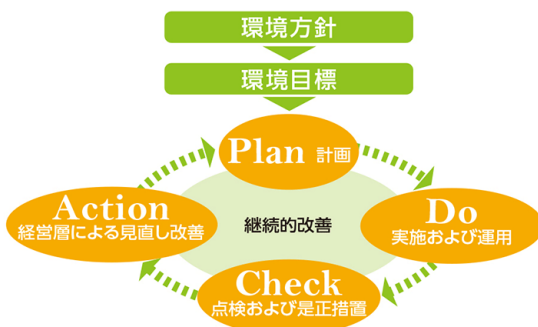 環境方針
環境目標
Plan 計画
Action
経営層による見直し改善
継続的改善
Do
実施および運用
Check
点検および是正措置